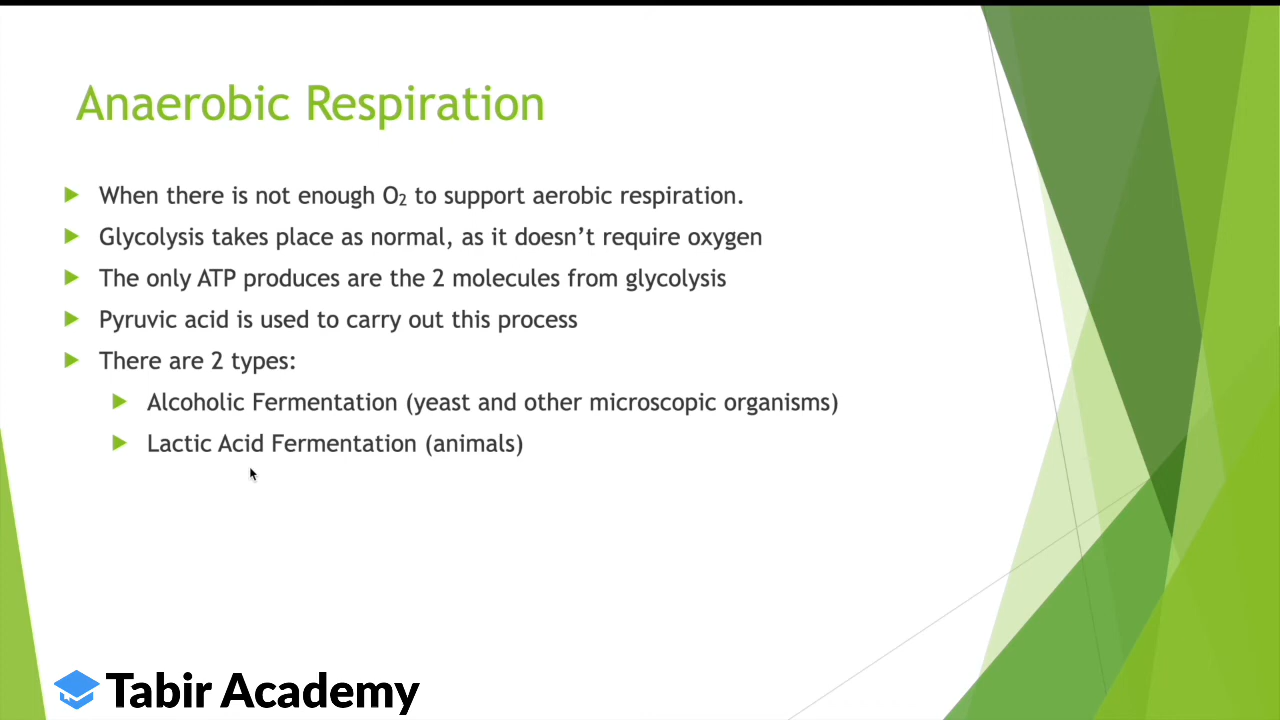 Anaerobic Respiration
When there is not enough O₂ to support aerobic respiration.
Glycolysis takes place as normal, as it doesn't require oxygen
The only ATP produces are the 2 molecules from glycolysis
Pyruvic acid is used to carry out this process
There are 2 types:
Alcoholic Fermentation (yeast and other microscopic organisms)
Lactic Acid Fermentation (animals)
Tabir Academy